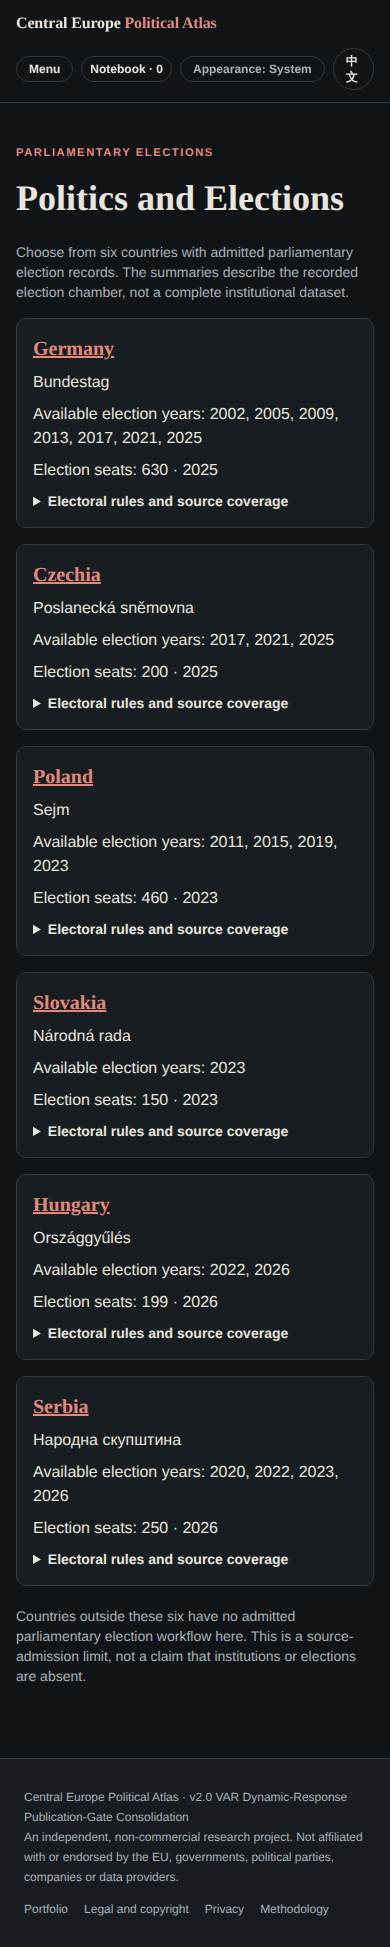 Central Europe Political Atlas
Menu
Notebook · 0
Appearance: System
中
文
PARLIAMENTARY ELECTIONS
Politics and Elections
Choose from six countries with admitted parliamentary
election records. The summaries describe the recorded
election chamber, not a complete institutional dataset.
Germany
Bundestag
Available election years: 2002, 2005, 2009,
2013, 2017, 2021, 2025
Election seats: 630 · 2025
Electoral rules and source coverage
Czechia
Poslanecká sněmovna
Available election years: 2017, 2021, 2025
Election seats: 200 · 2025
Electoral rules and source coverage
Poland
Sejm
Available election years: 2011, 2015, 2019,
2023
Election seats: 460 · 2023
Electoral rules and source coverage
Slovakia
Národná rada
Available election years: 2023
Election seats: 150 · 2023
Electoral rules and source coverage
Hungary
Országgyűlés
Available election years: 2022, 2026
Election seats: 199 · 2026
Electoral rules and source coverage
Serbia
Народна скупштина
Available election years: 2020, 2022, 2023,
2026
Election seats: 250 · 2026
Electoral rules and source coverage
Countries outside these six have no admitted
parliamentary election workflow here. This is a source-
admission limit, not a claim that institutions or elections
are absent.
Central Europe Political Atlas · v2.0 VAR Dynamic-Response
Publication-Gate Consolidation
An independent, non-commercial research project. Not affiliated
with or endorsed by the EU, governments, political parties,
companies or data providers.
Portfolio
Legal and copyright
Privacy
Methodology